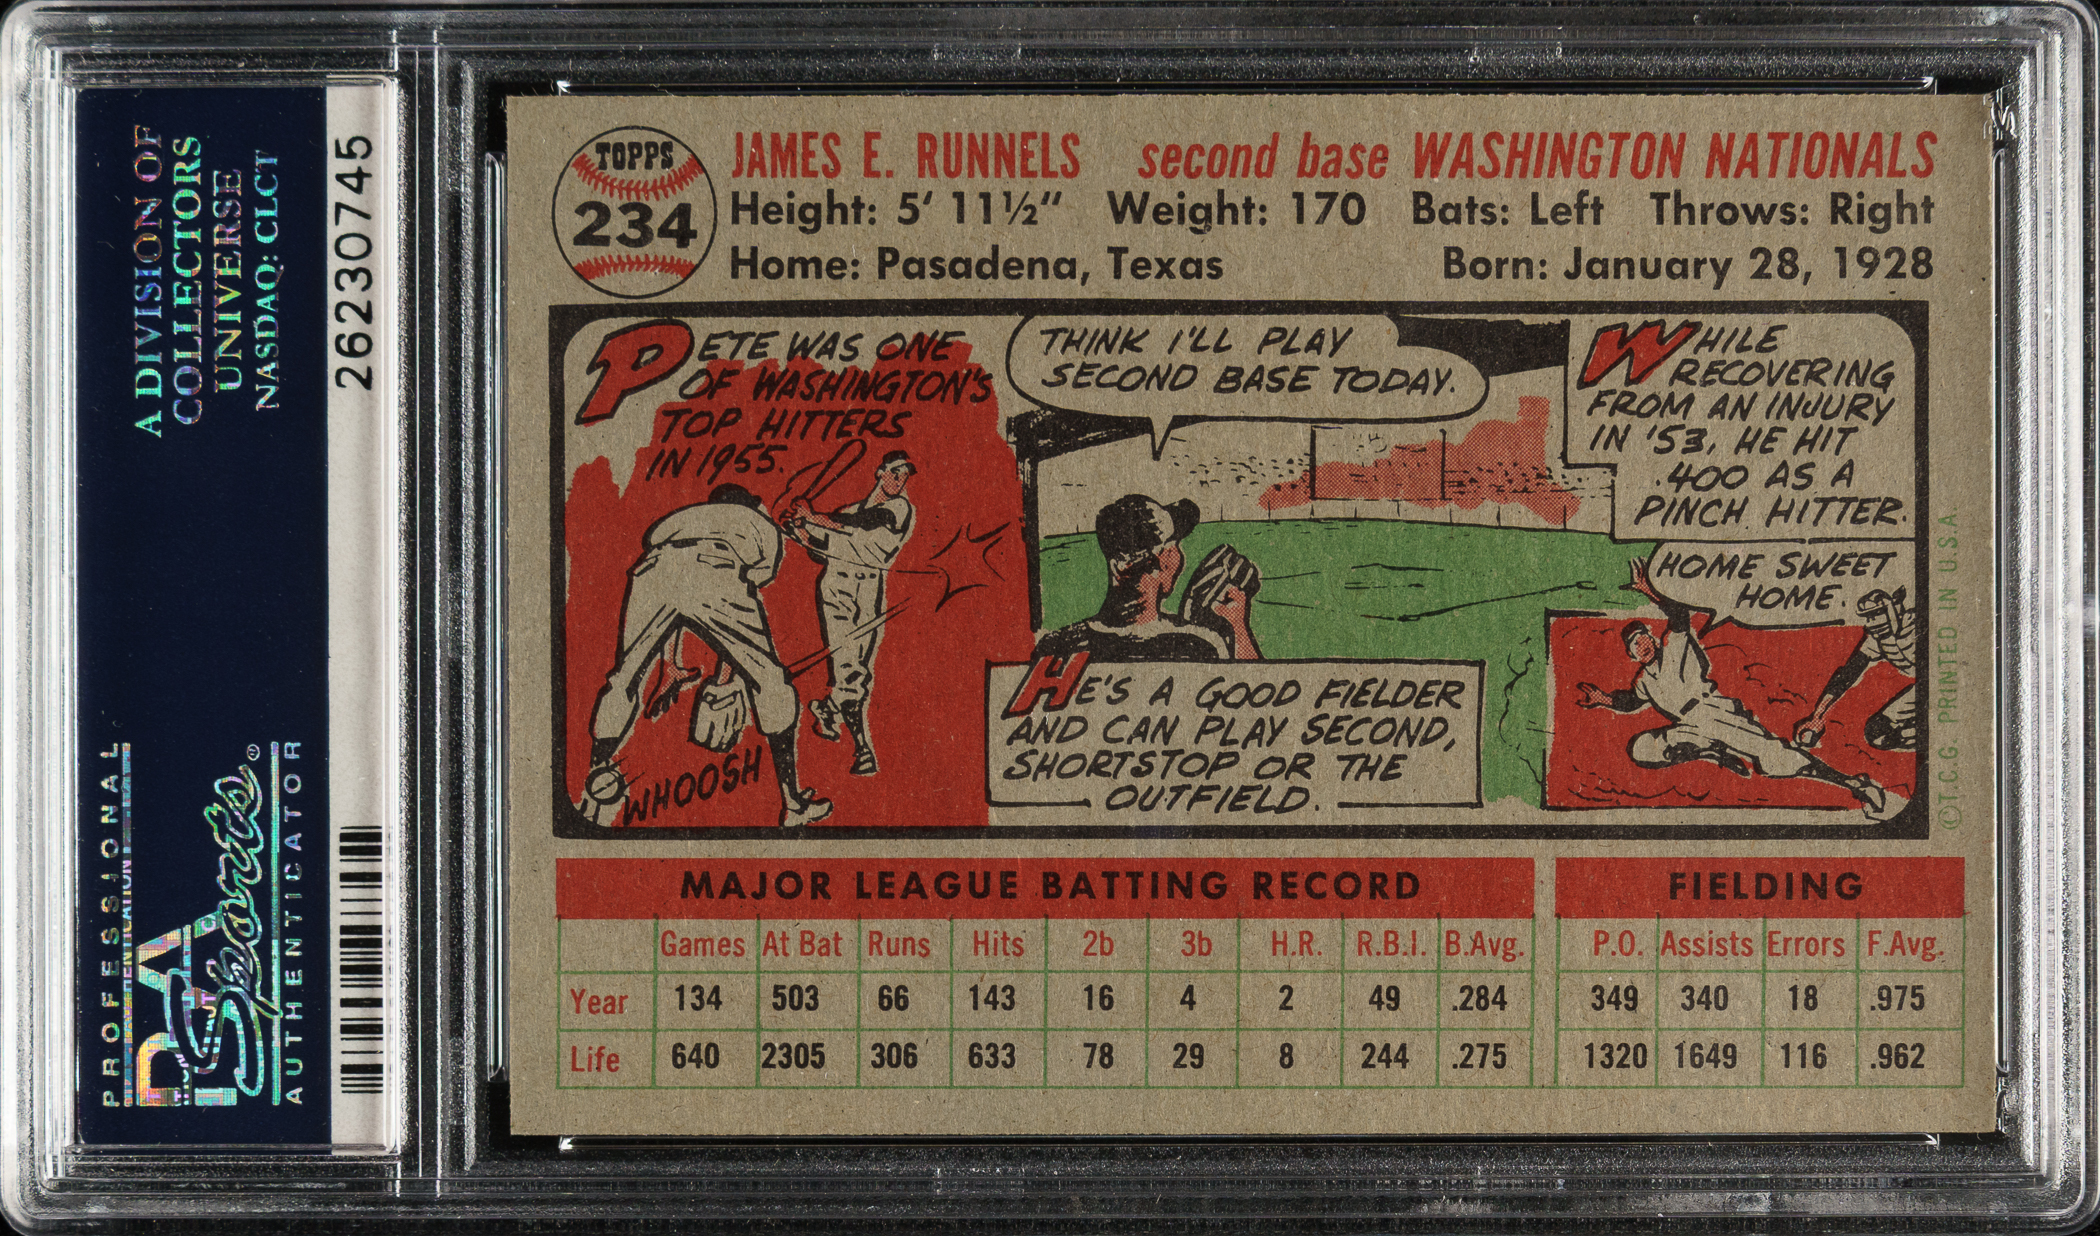 A DIVISION OF
COLLECTORS
UNIVERSE
NASDAQ: CLCT
26230745
PROFESSIONAL
PSA
Sports®
AUTHENTICATOR
TOPPS
234
JAMES E. RUNNELS second base WASHINGTON NATIONALS
Height: 5' 11½" Weight: 170 Bats: Left Throws: Right
Home: Pasadena, Texas Born: January 28, 1928
PETE WAS ONE
OF WASHINGTON'S
TOP HITTERS
IN 1955.
WHOOSH
THINK I'LL PLAY
SECOND BASE TODAY.
HE'S A GOOD FIELDER
AND CAN PLAY SECOND,
SHORTSTOP OR THE
OUTFIELD.
WHILE
RECOVERING
FROM AN INJURY
IN '53, HE HIT
.400 AS A
PINCH HITTER.
HOME SWEET
HOME.
©T.C.G. PRINTED IN U.S.A.
MAJOR LEAGUE BATTING RECORD FIELDING
Games At Bat Runs Hits 2b 3b H.R. R.B.I. B.Avg. P.O. Assists Errors F.Avg.
Year 134 503 66 143 16 4 2 49 .284 349 340 18 .975
Life 640 2305 306 633 78 29 8 244 .275 1320 1649 116 .962